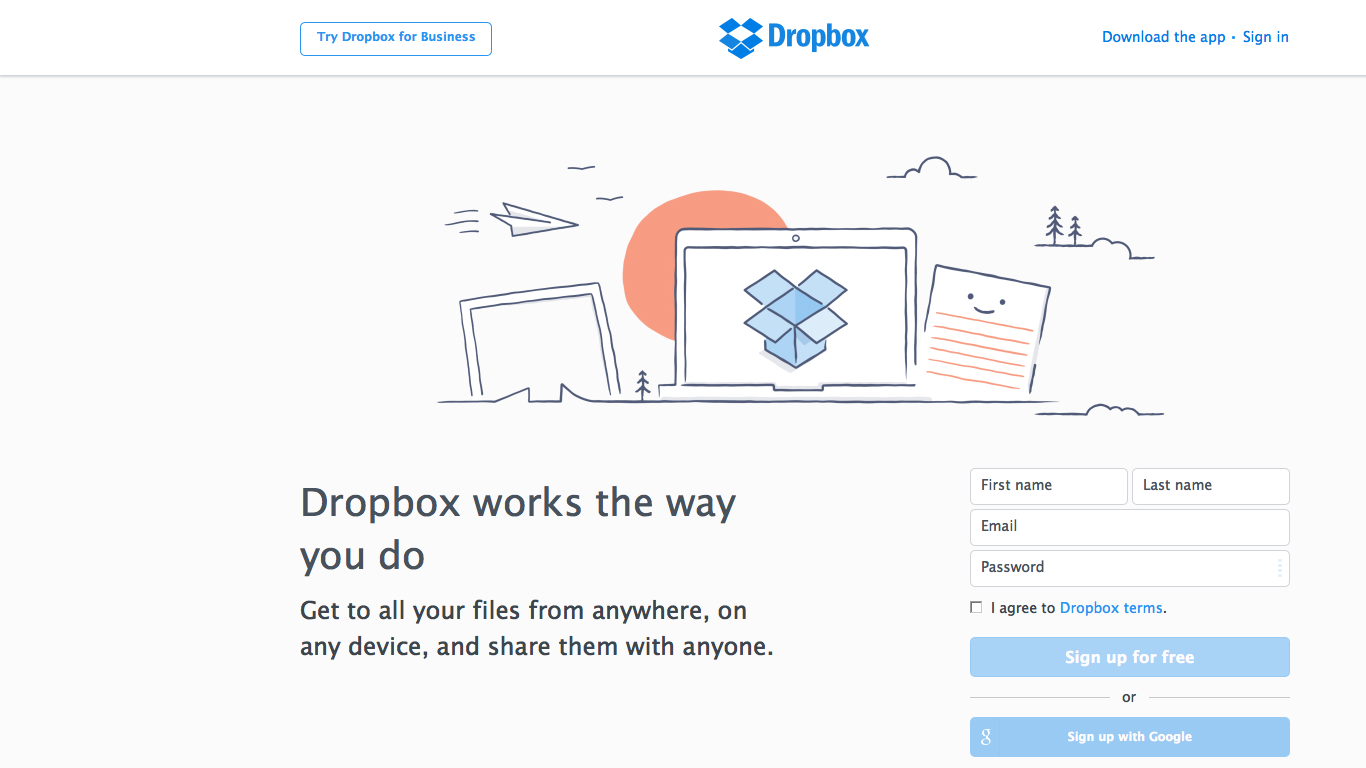 Try Dropbox for Business
Dropbox
Download the app · Sign in
Dropbox works the way
you do
Get to all your files from anywhere, on
any device, and share them with anyone.
First name
Last name
Email
Password
I agree to Dropbox terms.
Sign up for free
or
g
Sign up with Google